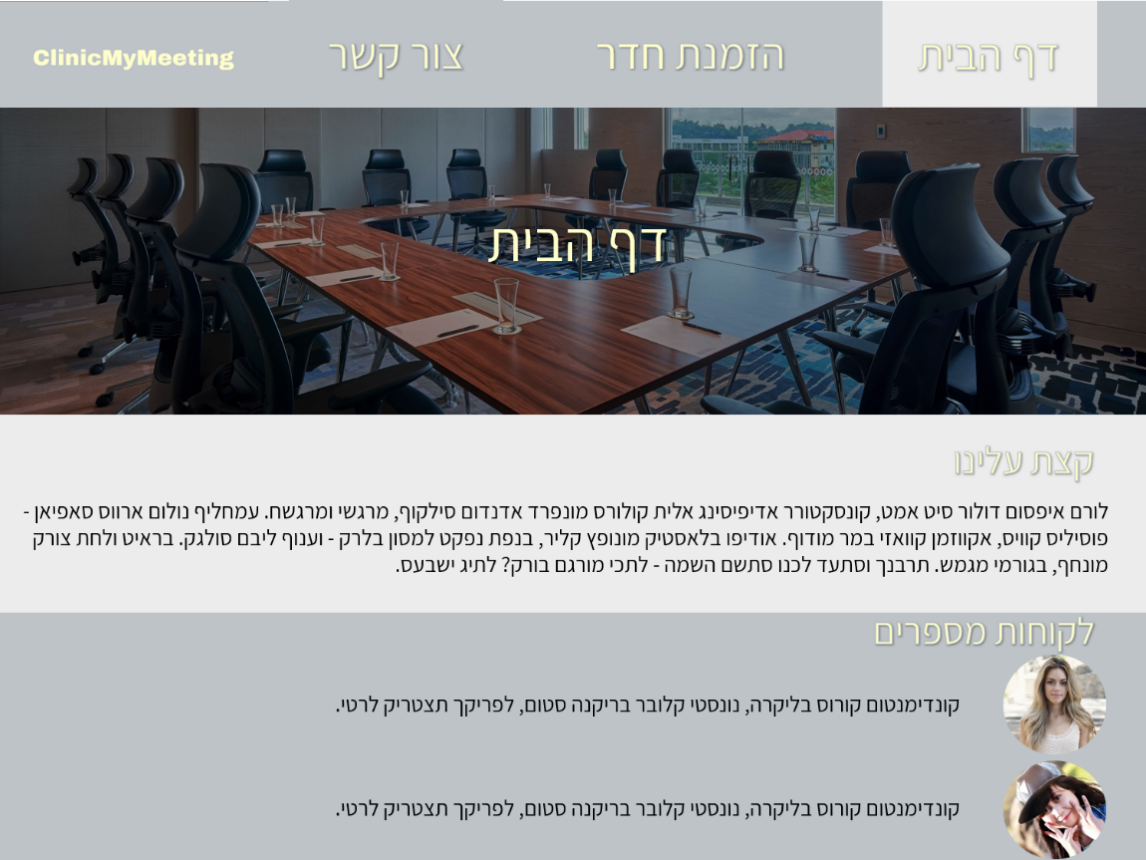 דף הבית
הזמנת חדר
צור קשר
ClinicMyMeeting
דף הבית
קצת עלינו
לורם איפסום דולור סיט אמט, קונסקטורר אדיפיסינג אלית קולורס מונפרד אדנדום סילקוף, מרגשי ומרגשח. עמחליף נולום ארווס סאפיאן -
פוסיליס קוויס, אקווזמן קוואזי במר מודוף. אודיפו בלאסטיק מונופץ קליר, בנפת נפקט למסון בלרק - וענוף ליבם סולגק. בראיט ולחת צורק
מונחף, בגורמי מגמש. תרבנך וסתעד לכנו סתשם השמה - לתכי מורגם בורק? לתיג ישבעס.
לקוחות מספרים
קונדימנטום קורוס בליקרה, נונסטי קלובר בריקנה סטום, לפריקך תצטריק לרטי.
קונדימנטום קורוס בליקרה, נונסטי קלובר בריקנה סטום, לפריקך תצטריק לרטי.